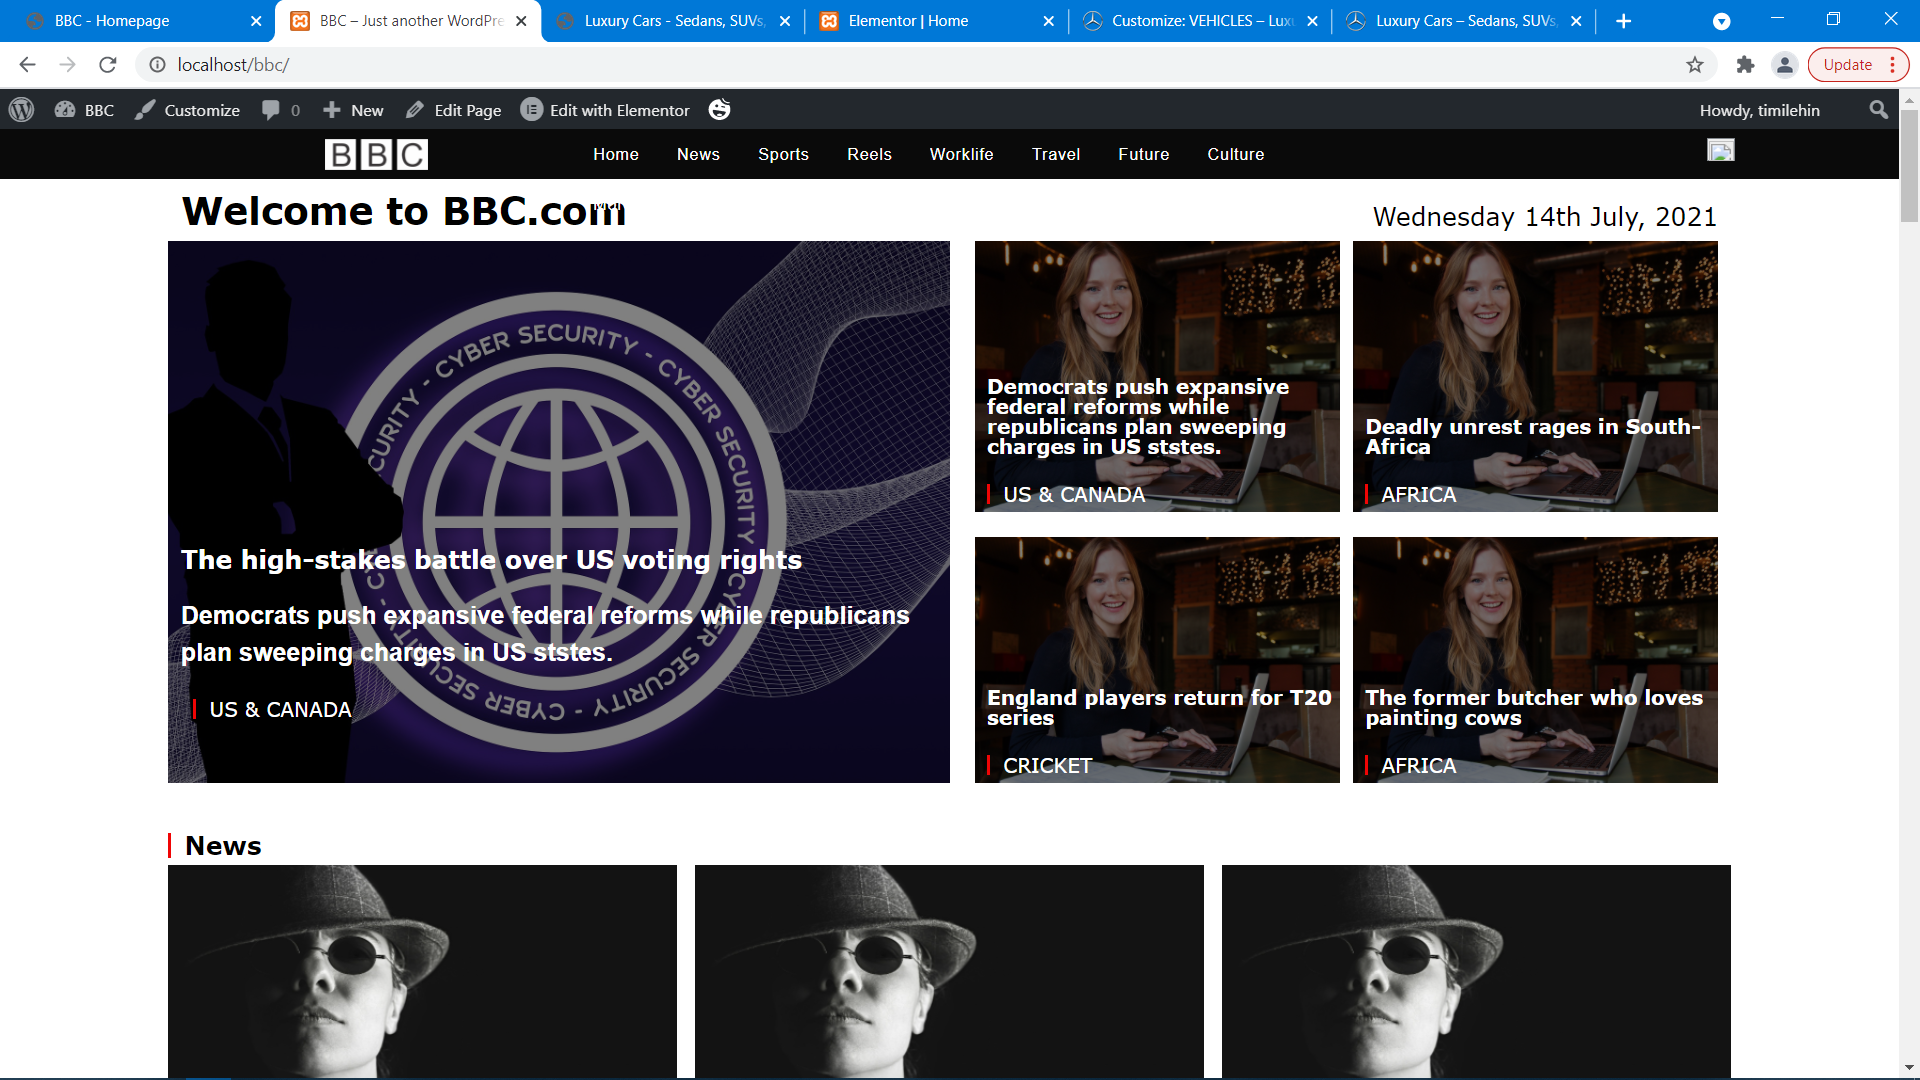 BBC - Homepage
BBC – Just another WordPre
Luxury Cars - Sedans, SUVs,
Elementor | Home
Customize: VEHICLES – Luxu
Luxury Cars – Sedans, SUVs,
localhost/bbc/
Update
BBC
Customize
0
New
Edit Page
Edit with Elementor
Howdy, timilehin
BBC
Home
News
Sports
Reels
Worklife
Travel
Future
Culture
Welcome to BBC.com
Wednesday 14th July, 2021
CYBER SECURITY - CYBER SECURITY - CYBER SECURITY - CYBER SECURITY -
The high-stakes battle over US voting rights
Democrats push expansive federal reforms while republicans
plan sweeping charges in US ststes.
US & CANADA
Democrats push expansive
federal reforms while
republicans plan sweeping
charges in US ststes.
US & CANADA
Deadly unrest rages in South-
Africa
AFRICA
England players return for T20
series
CRICKET
The former butcher who loves
painting cows
AFRICA
News